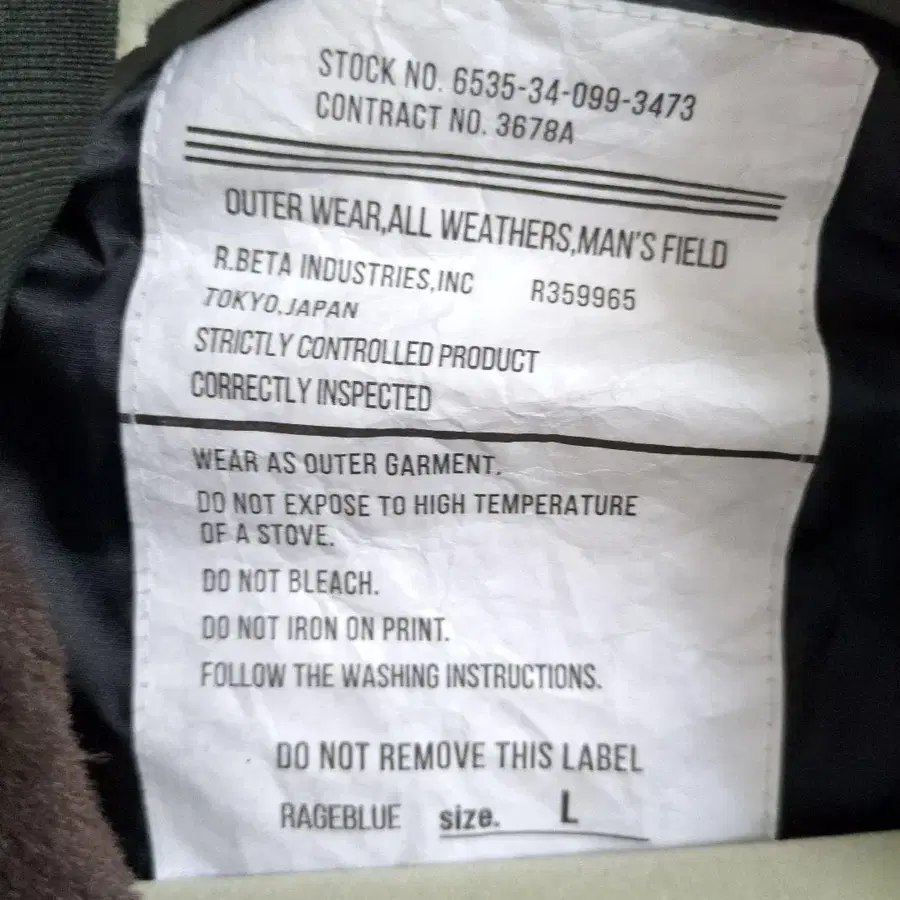 STOCK NO. 6535-34-099-3473
CONTRACT NO. 3678A
OUTER WEAR,ALL WEATHERS,MAN'S FIELD
R.BETA INDUSTRIES,INC R359965
TOKYO,JAPAN
STRICTLY CONTROLLED PRODUCT
CORRECTLY INSPECTED
WEAR AS OUTER GARMENT.
DO NOT EXPOSE TO HIGH TEMPERATURE
OF A STOVE.
DO NOT BLEACH.
DO NOT IRON ON PRINT.
FOLLOW THE WASHING INSTRUCTIONS.
DO NOT REMOVE THIS LABEL
RAGEBLUE size. L